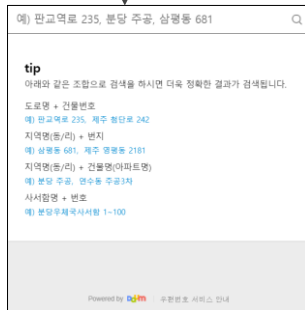 예) 판교역로 235, 분당 주공, 삼평동 681
tip
아래와 같은 조합으로 검색을 하시면 더욱 정확한 결과가 검색됩니다.
도로명 + 건물번호
예) 판교역로 235, 제주 첨단로 242
지역명(동/리) + 번지
예) 삼평동 681, 제주 영평동 2181
지역명(동/리) + 건물명(아파트명)
예) 분당 주공, 연수동 주공3차
사서함명 + 번호
예) 분당우체국사서함 1~100
Powered by Daum 우편번호 서비스 안내